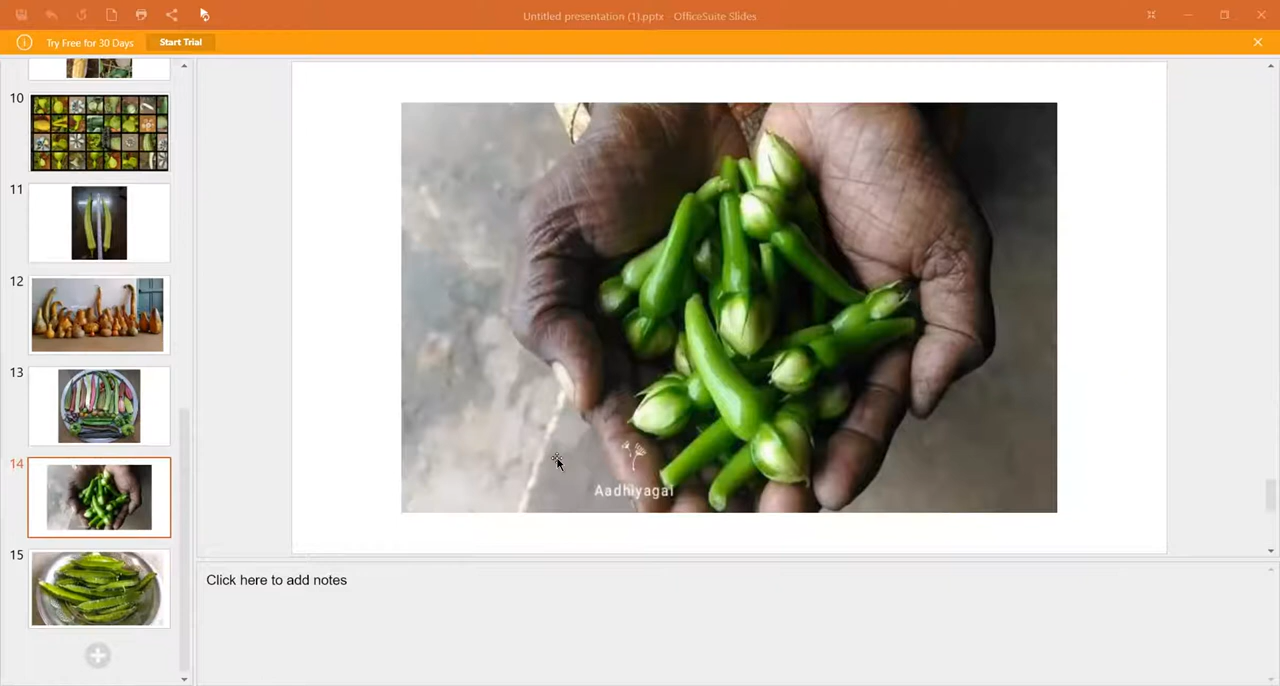 Untitled presentation (1).pptx - OfficeSuite Slides
Try Free for 30 Days
Start Trial
10
11
12
13
14
15
Aadhiyagai
Click here to add notes